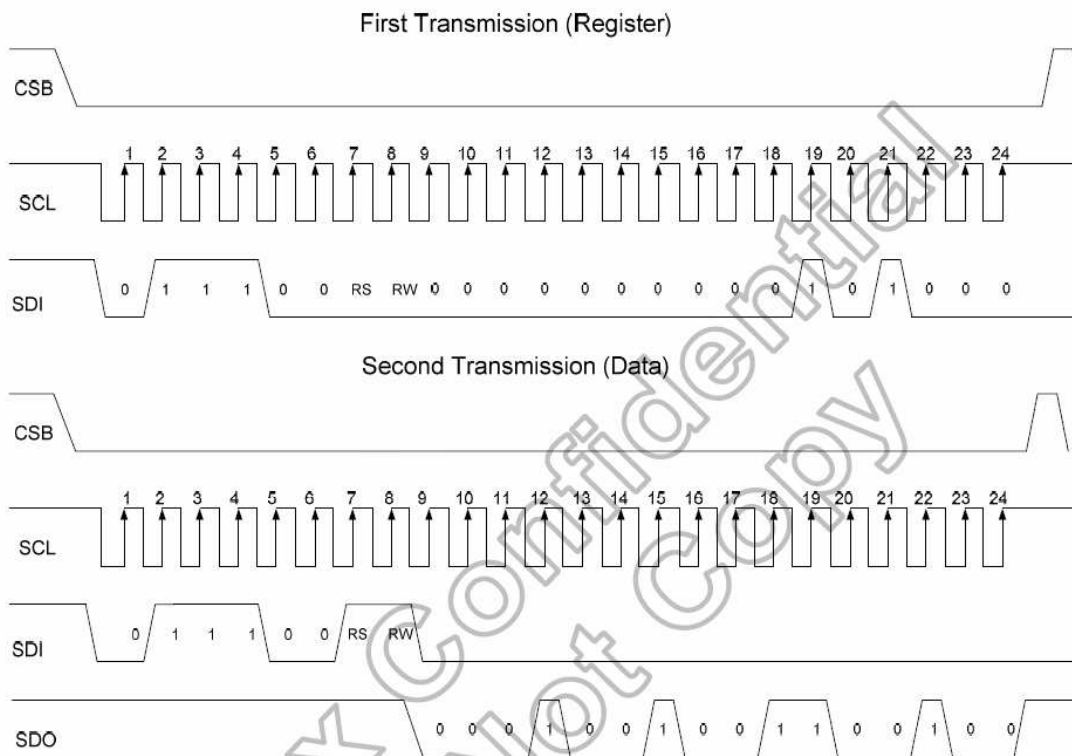 First Transmission (Register)
CSB
1 2 3 4 5 6 7 8 9 10 11 12 13 14 15 16 17 18 19 20 21 22 23 24
SCL
SDI 0 1 1 1 0 0 RS RW 0 0 0 0 0 0 0 0 0 0 1 0 1 0 0 0
Second Transmission (Data)
CSB
1 2 3 4 5 6 7 8 9 10 11 12 13 14 15 16 17 18 19 20 21 22 23 24
SCL
SDI 0 1 1 1 0 0 RS RW
SDO 0 0 0 1 0 0 1 0 0 1 1 0 0 1 0 0
Confidential
Not Copy